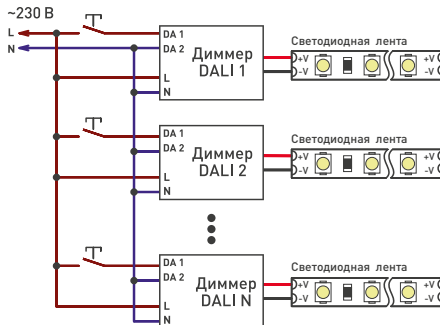 ~230 В
L
N
DA 1
DA 2
L
N
Диммер
DALI 1
Светодиодная лента
+V
-V
+V
-V
DA 1
DA 2
L
N
Диммер
DALI 2
Светодиодная лента
+V
-V
+V
-V
DA 1
DA 2
L
N
Диммер
DALI N
Светодиодная лента
+V
-V
+V
-V